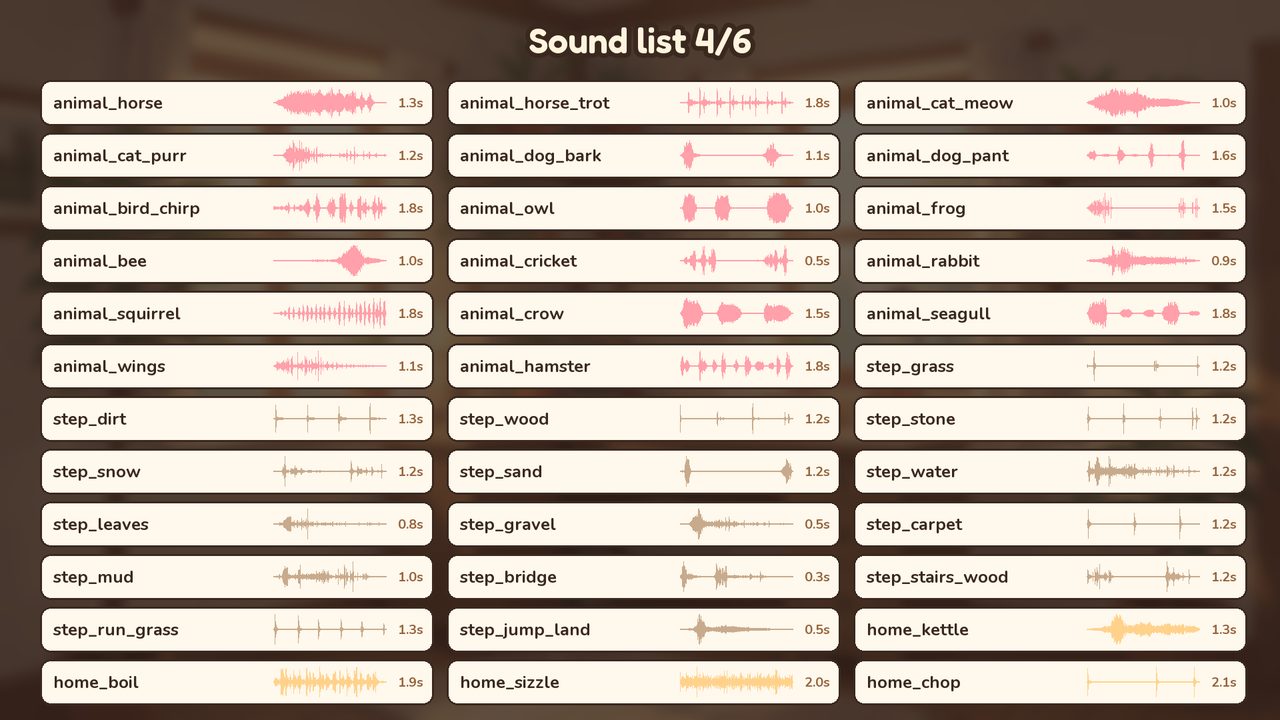 Sound list 4/6
animal_horse 1.3s
animal_horse_trot 1.8s
animal_cat_meow 1.0s
animal_cat_purr 1.2s
animal_dog_bark 1.1s
animal_dog_pant 1.6s
animal_bird_chirp 1.8s
animal_owl 1.0s
animal_frog 1.5s
animal_bee 1.0s
animal_cricket 0.5s
animal_rabbit 0.9s
animal_squirrel 1.8s
animal_crow 1.5s
animal_seagull 1.8s
animal_wings 1.1s
animal_hamster 1.8s
step_grass 1.2s
step_dirt 1.3s
step_wood 1.2s
step_stone 1.2s
step_snow 1.2s
step_sand 1.2s
step_water 1.2s
step_leaves 0.8s
step_gravel 0.5s
step_carpet 1.2s
step_mud 1.0s
step_bridge 0.3s
step_stairs_wood 1.2s
step_run_grass 1.3s
step_jump_land 0.5s
home_kettle 1.3s
home_boil 1.9s
home_sizzle 2.0s
home_chop 2.1s